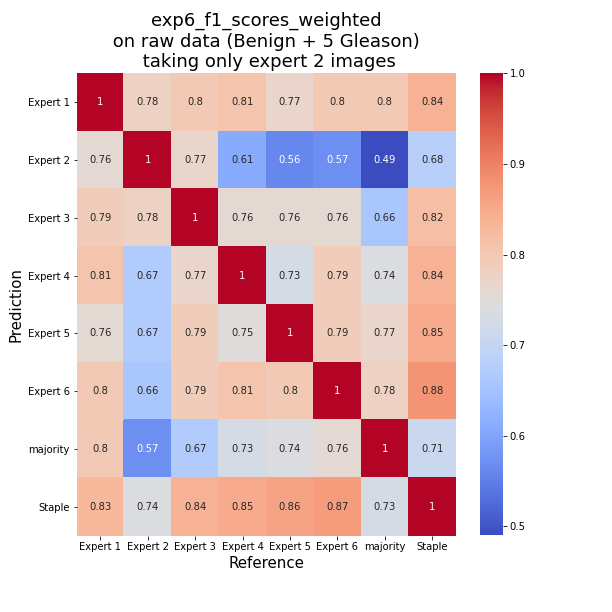 exp6_f1_scores_weighted
on raw data (Benign + 5 Gleason)
taking only expert 2 images
Prediction
Expert 1 1 0.78 0.8 0.81 0.77 0.8 0.8 0.84
Expert 2 0.76 1 0.77 0.61 0.56 0.57 0.49 0.68
Expert 3 0.79 0.78 1 0.76 0.76 0.76 0.66 0.82
Expert 4 0.81 0.67 0.77 1 0.73 0.79 0.74 0.84
Expert 5 0.76 0.67 0.79 0.75 1 0.79 0.77 0.85
Expert 6 0.8 0.66 0.79 0.81 0.8 1 0.78 0.88
majority 0.8 0.57 0.67 0.73 0.74 0.76 1 0.71
Staple 0.83 0.74 0.84 0.85 0.86 0.87 0.73 1
Expert 1 Expert 2 Expert 3 Expert 4 Expert 5 Expert 6 majority Staple
Reference
1.0
0.9
0.8
0.7
0.6
0.5